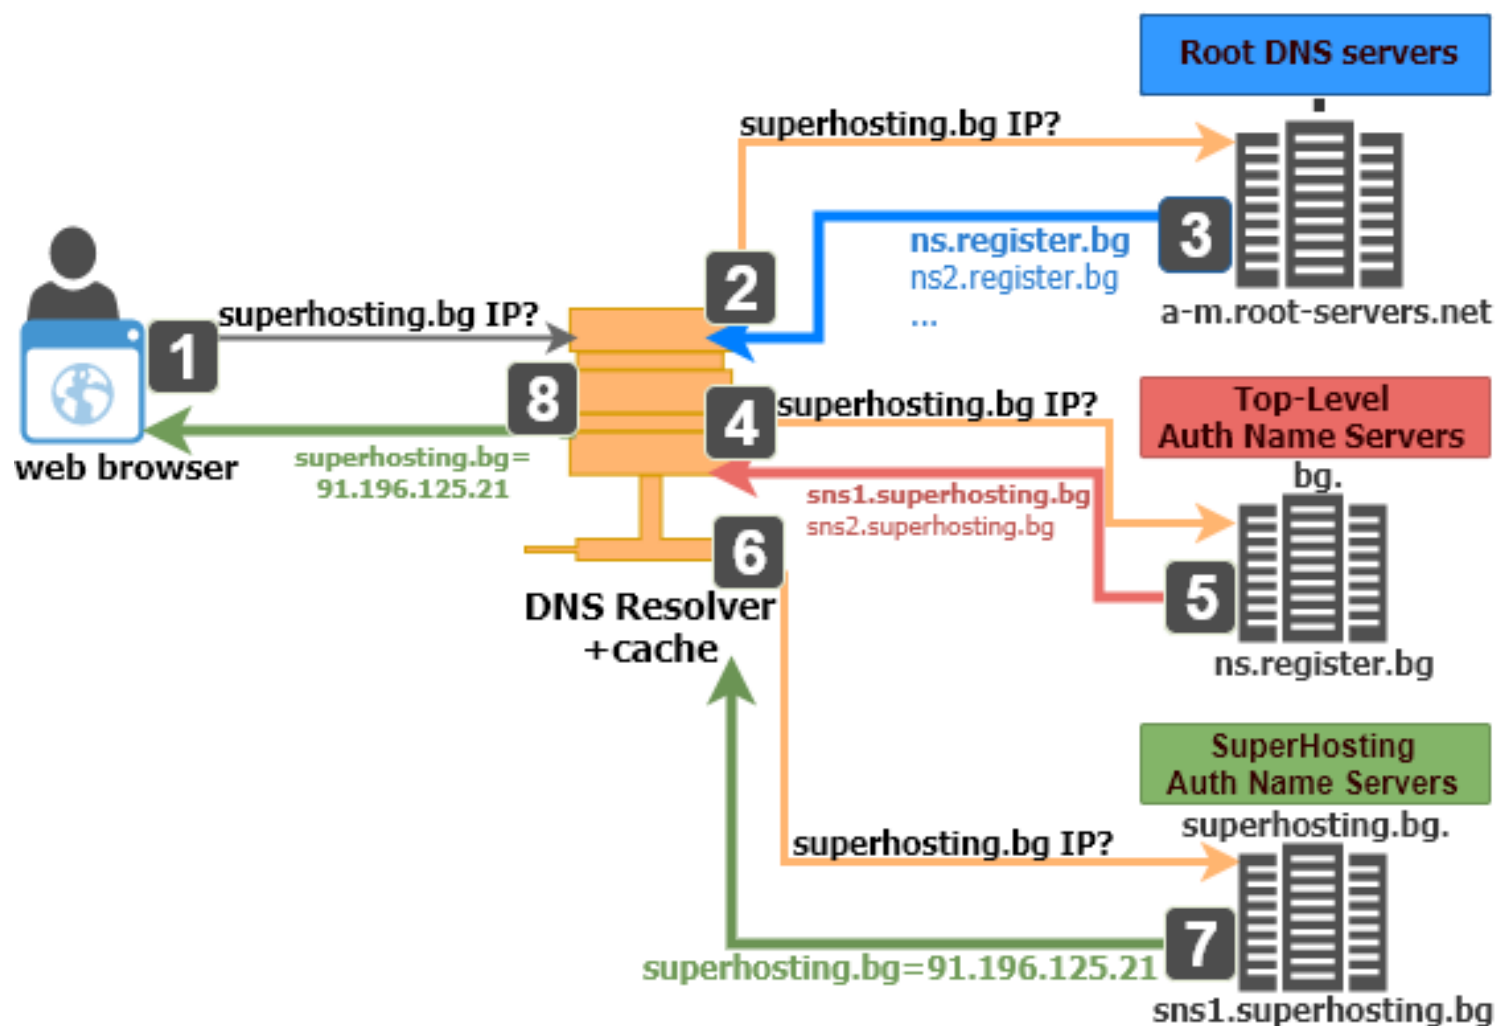 Root DNS servers
.
superhosting.bg IP?
2
3
ns.register.bg
ns2.register.bg
...
a-m.root-servers.net
superhosting.bg IP?
1
8
superhosting.bg=
91.196.125.21
web browser
4
superhosting.bg IP?
Top-Level
Auth Name Servers
bg.
sns1.superhosting.bg
sns2.superhosting.bg
5
ns.register.bg
6
DNS Resolver
+cache
SuperHosting
Auth Name Servers
superhosting.bg.
superhosting.bg IP?
7
superhosting.bg=91.196.125.21
sns1.superhosting.bg